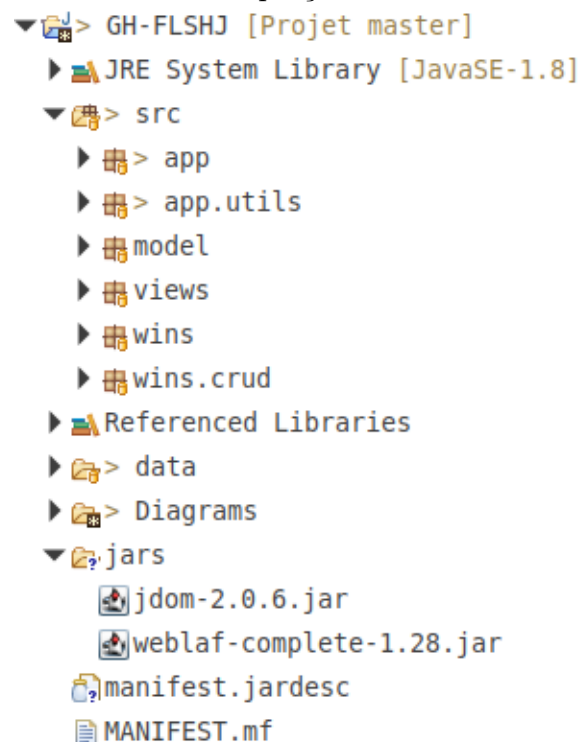 > GH-FLSHJ [Projet master]
JRE System Library [JavaSE-1.8]
> src
> app
> app.utils
model
views
wins
wins.crud
Referenced Libraries
> data
> Diagrams
jars
jdom-2.0.6.jar
weblaf-complete-1.28.jar
manifest.jardesc
MANIFEST.mf